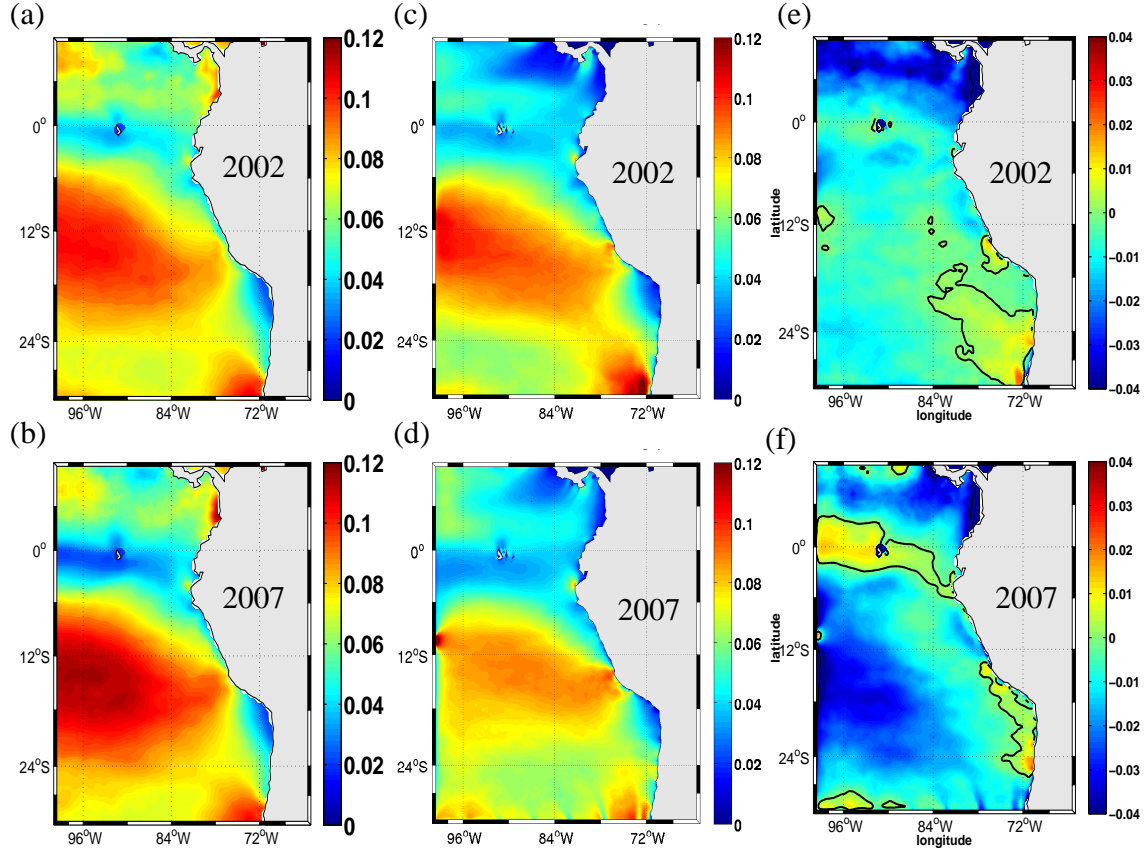 (a)
(c)
(e)
0.12
0.1
0.08
0.06
0.04
0.02
0
0°
12°S
24°S
96°W
84°W
72°W
2002
0.12
0.1
0.08
0.06
0.04
0.02
0
0°
12°S
24°S
96°W
84°W
72°W
2002
0.04
0.03
0.02
0.01
0
−0.01
−0.02
−0.03
−0.04
0°
12°S
24°S
96°W
84°W
72°W
latitude
longitude
2002
(b)
(d)
(f)
0.12
0.1
0.08
0.06
0.04
0.02
0
0°
12°S
24°S
96°W
84°W
72°W
2007
0.12
0.1
0.08
0.06
0.04
0.02
0
0°
12°S
24°S
96°W
84°W
72°W
2007
0.04
0.03
0.02
0.01
0
−0.01
−0.02
−0.03
−0.04
0°
12°S
24°S
96°W
84°W
72°W
latitude
longitude
2007